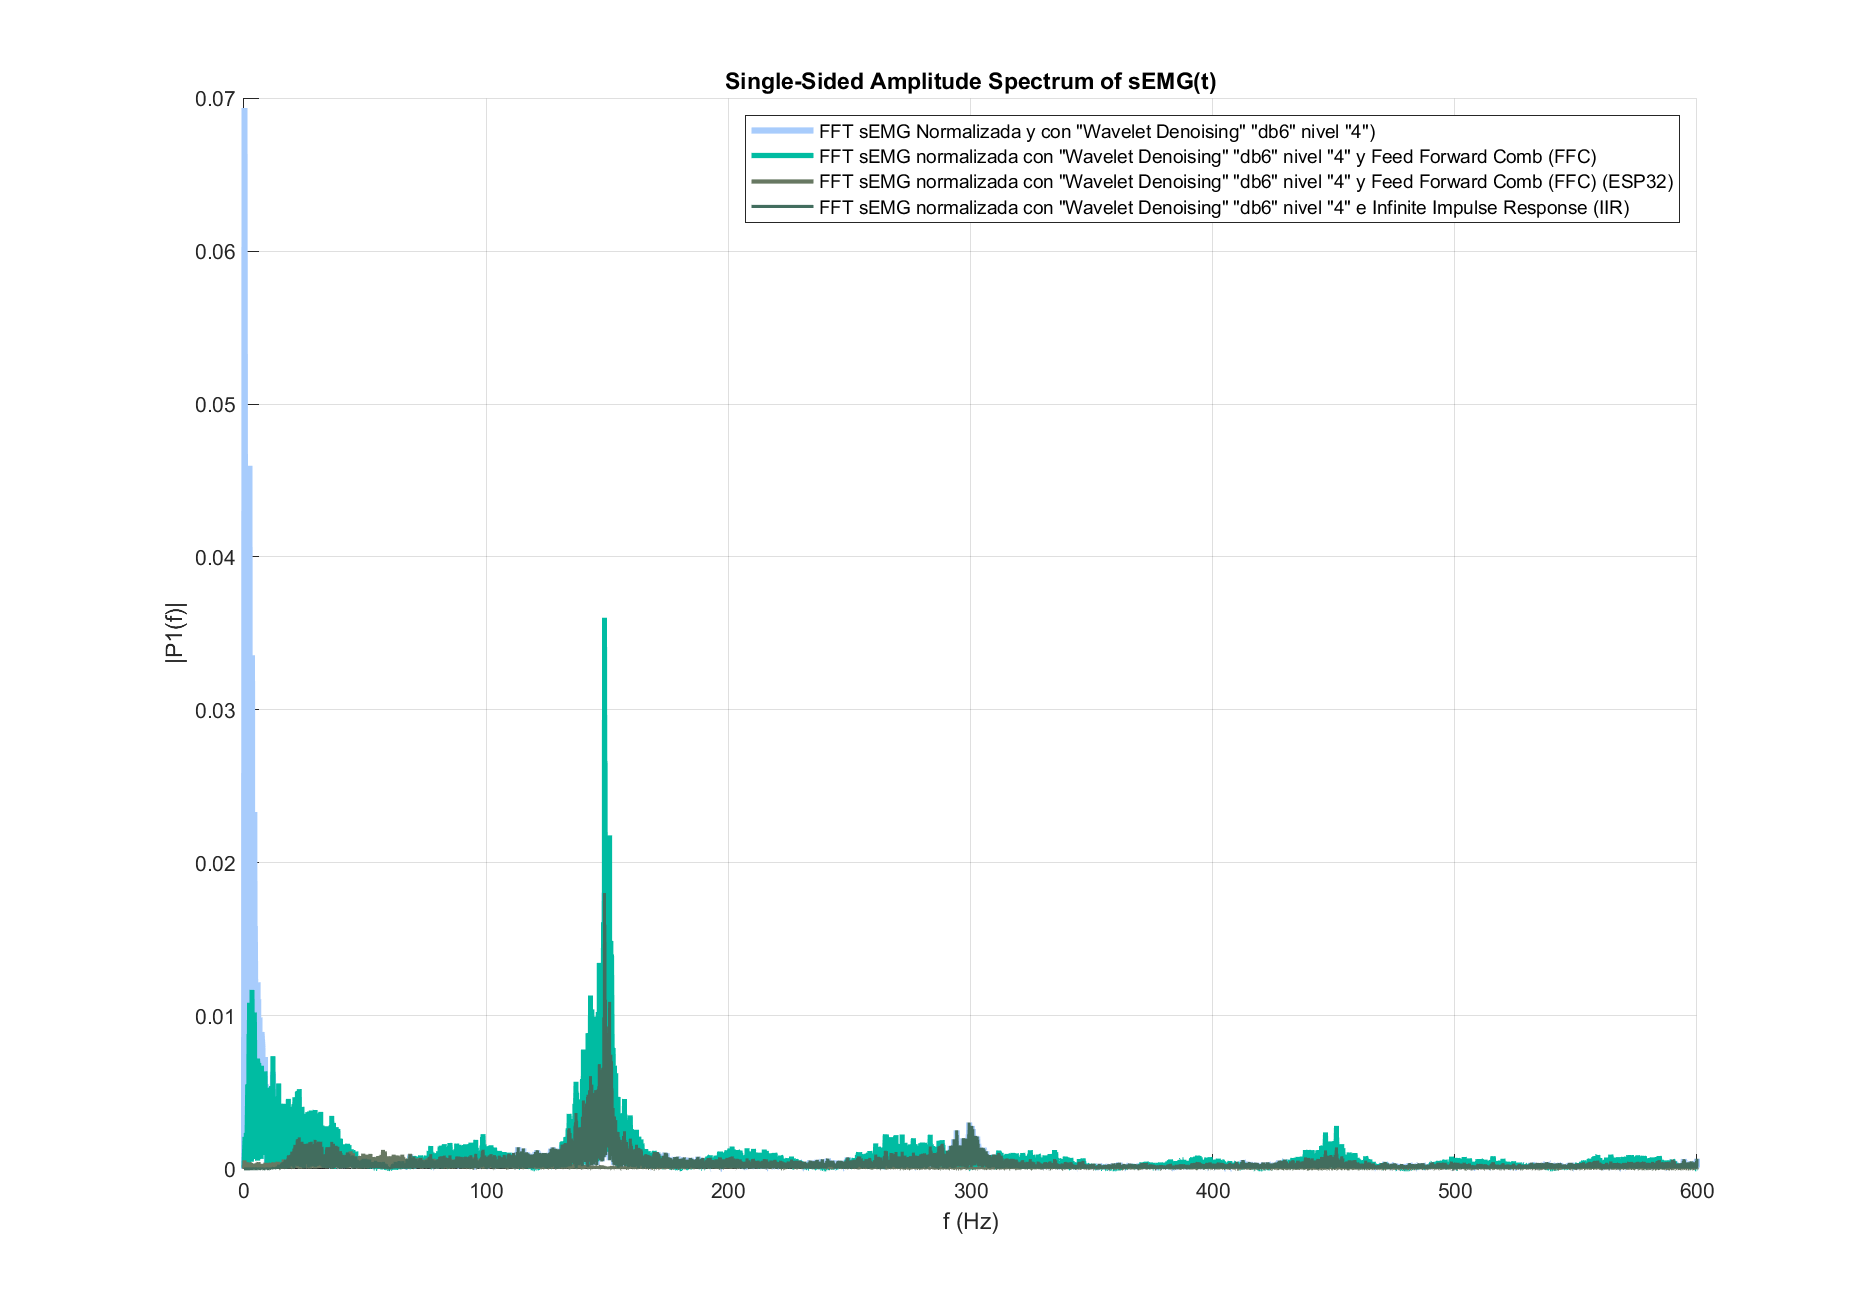 Single-Sided Amplitude Spectrum of sEMG(t)
FFT sEMG Normalizada y con "Wavelet Denoising" "db6" nivel "4")
FFT sEMG normalizada con "Wavelet Denoising" "db6" nivel "4" y Feed Forward Comb (FFC)
FFT sEMG normalizada con "Wavelet Denoising" "db6" nivel "4" y Feed Forward Comb (FFC) (ESP32)
FFT sEMG normalizada con "Wavelet Denoising" "db6" nivel "4" e Infinite Impulse Response (IIR)
|P1(f)|
0.07
0.06
0.05
0.04
0.03
0.02
0.01
0
0 100 200 300 400 500 600
f (Hz)